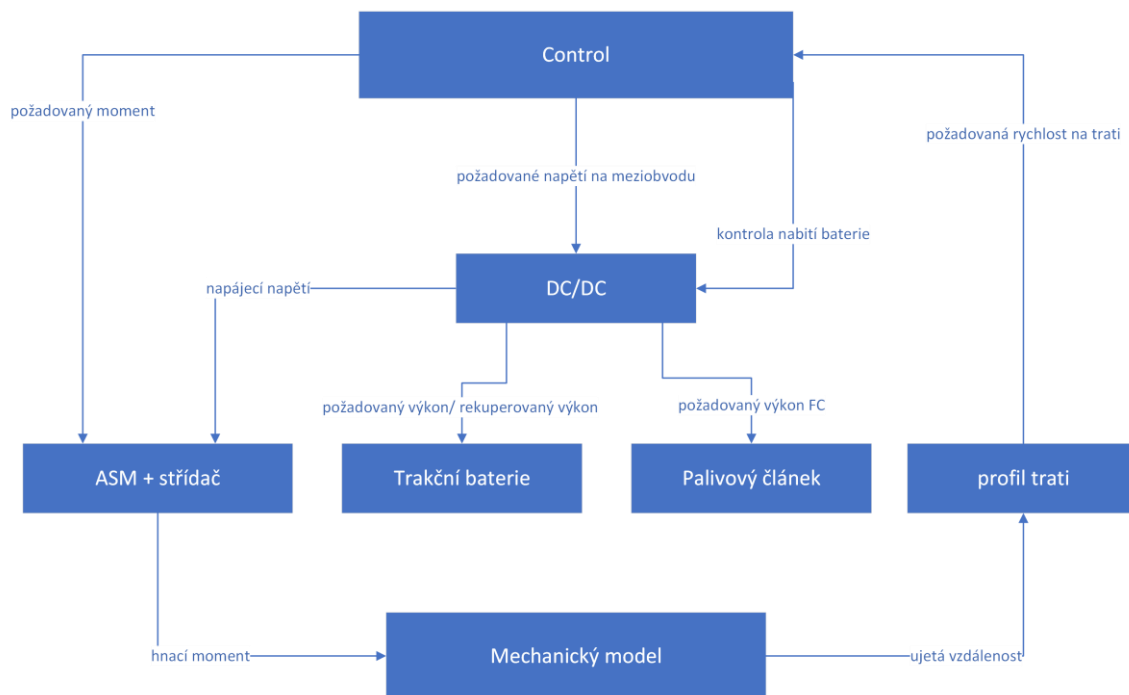 Control
požadovaný moment
požadovaná rychlost na trati
požadované napětí na meziobvodu
kontrola nabití baterie
napájecí napětí
DC/DC
požadovaný výkon/ rekuperovaný výkon
požadovaný výkon FC
ASM + střídač
Trakční baterie
Palivový článek
profil trati
hnací moment
Mechanický model
ujetá vzdálenost